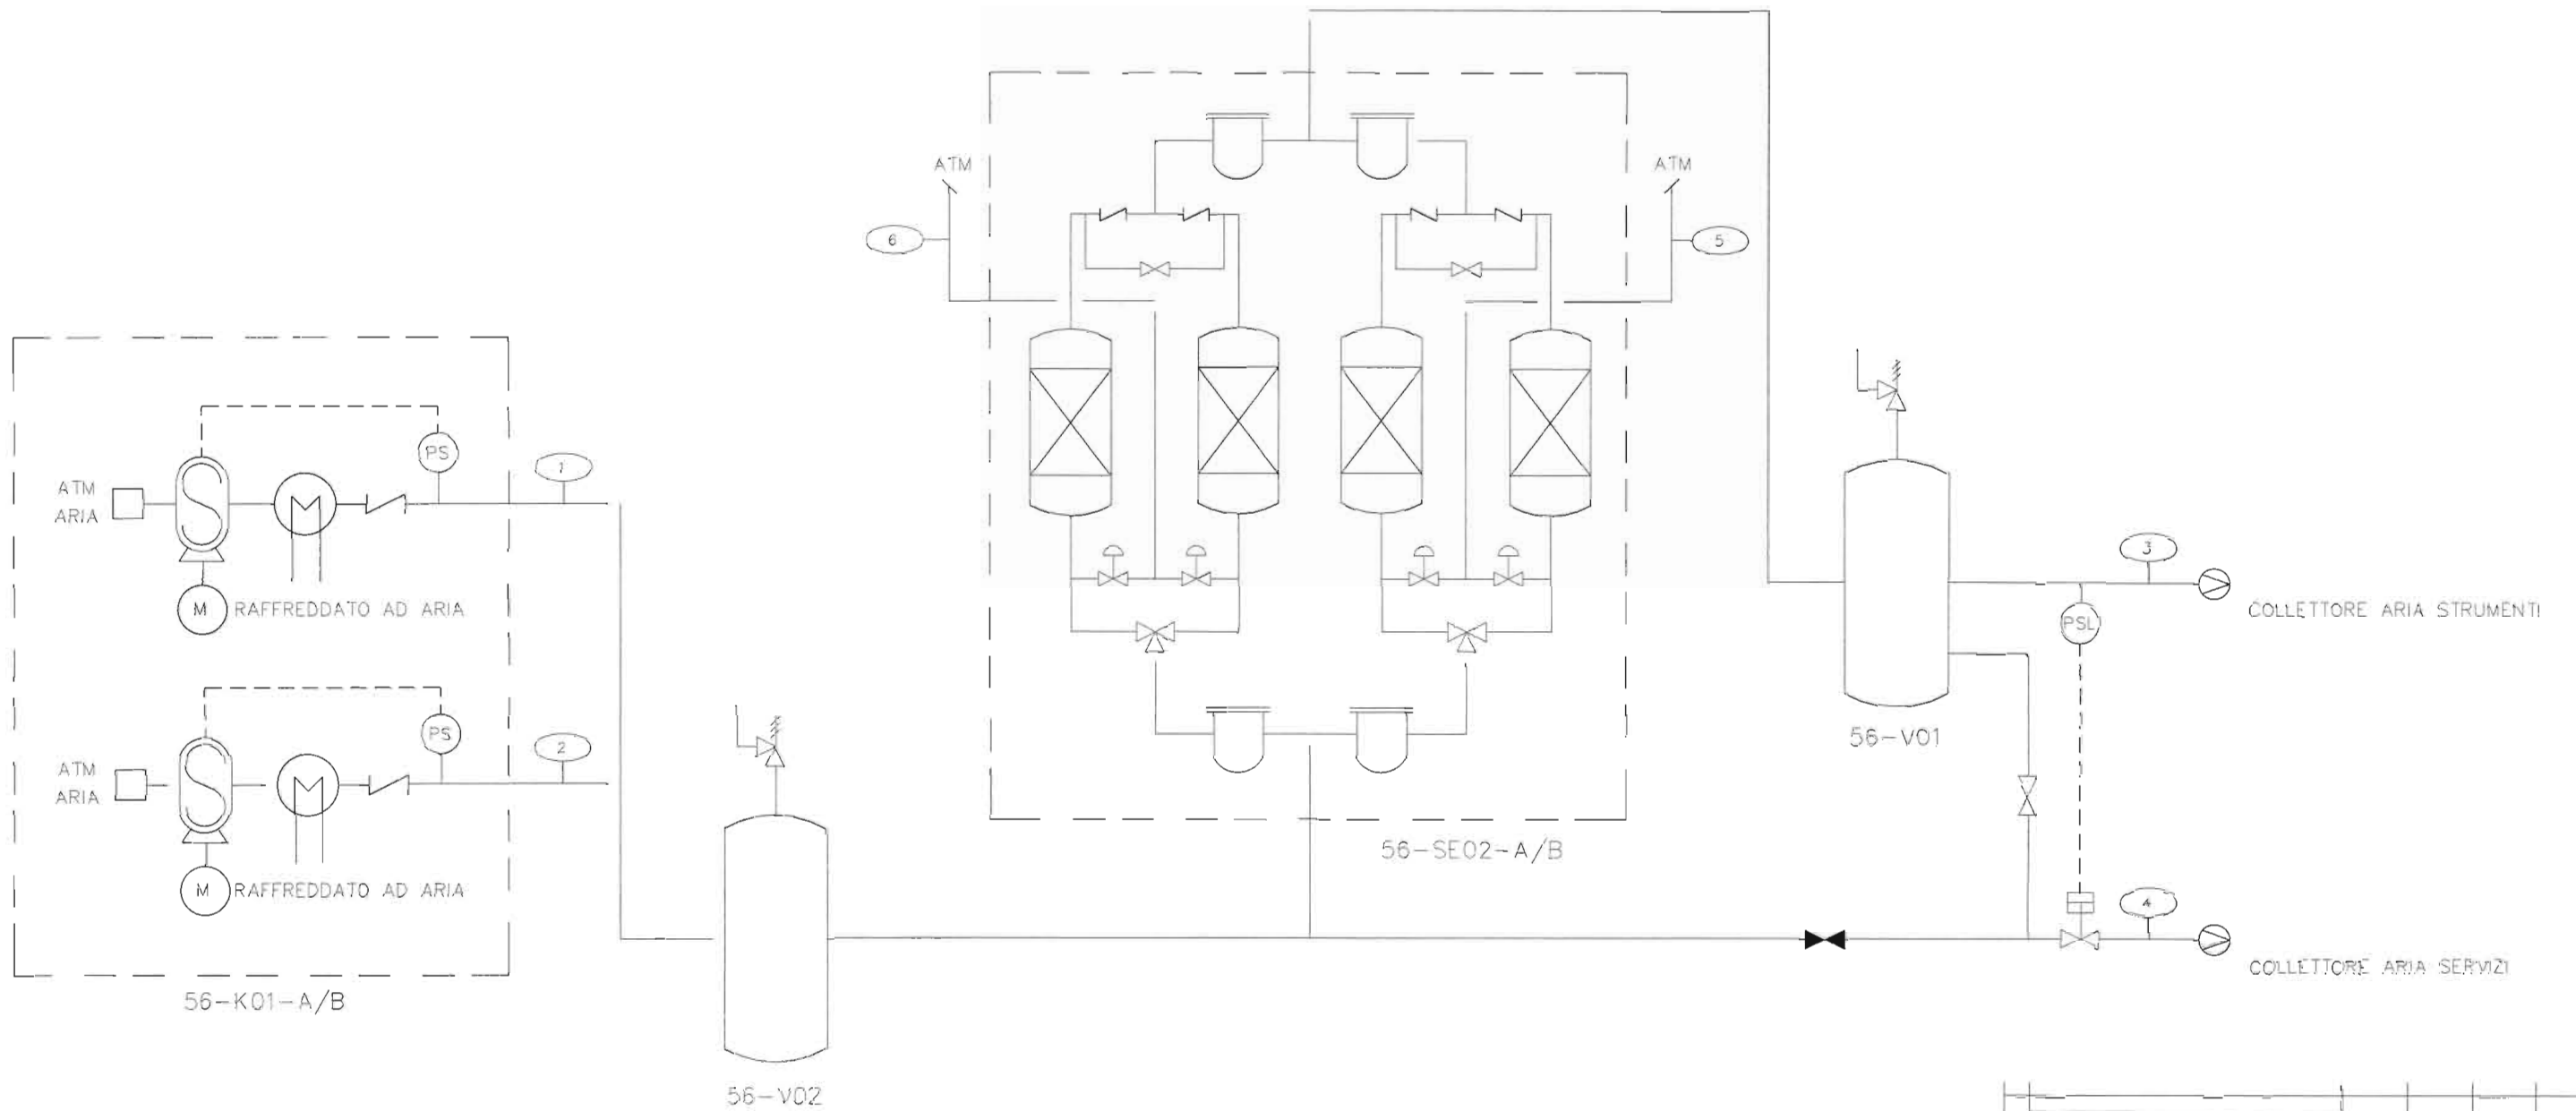 ATM
ATM
6
5
PS
1
ATM
ARIA
M
RAFFREDDATO AD ARIA
3
COLLETTORE ARIA STRUMENTI
PSL
PS
2
56-V01
ATM
ARIA
56-SE02-A/B
M
RAFFREDDATO AD ARIA
4
COLLETTORE ARIA SERVIZI
56-K01-A/B
56-V02